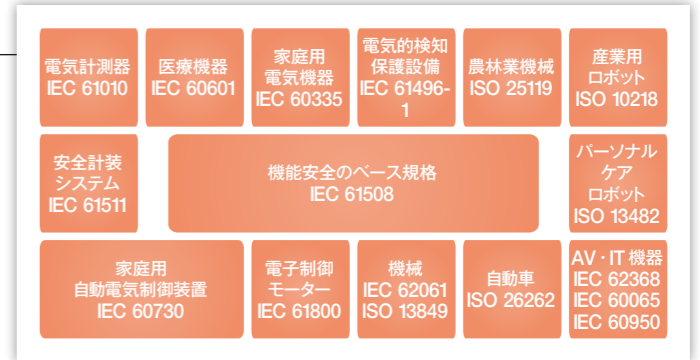 電気計測器
IEC 61010
医療機器
IEC 60601
家庭用
電気機器
IEC 60335
電気的検知
保護設備
IEC 61496-
1
農林業機械
ISO 25119
産業用
ロボット
ISO 10218
安全計装
システム
IEC 61511
機能安全のベース規格
IEC 61508
パーソナル
ケア
ロボット
ISO 13482
家庭用
自動電気制御装置
IEC 60730
電子制御
モーター
IEC 61800
機械
IEC 62061
ISO 13849
自動車
ISO 26262
AV・IT 機器
IEC 62368
IEC 60065
IEC 60950